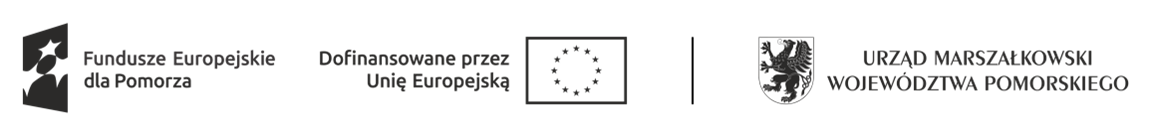 Fundusze Europejskie
dla Pomorza
Dofinansowane przez
Unię Europejską
URZĄD MARSZAŁKOWSKI
WOJEWÓDZTWA POMORSKIEGO